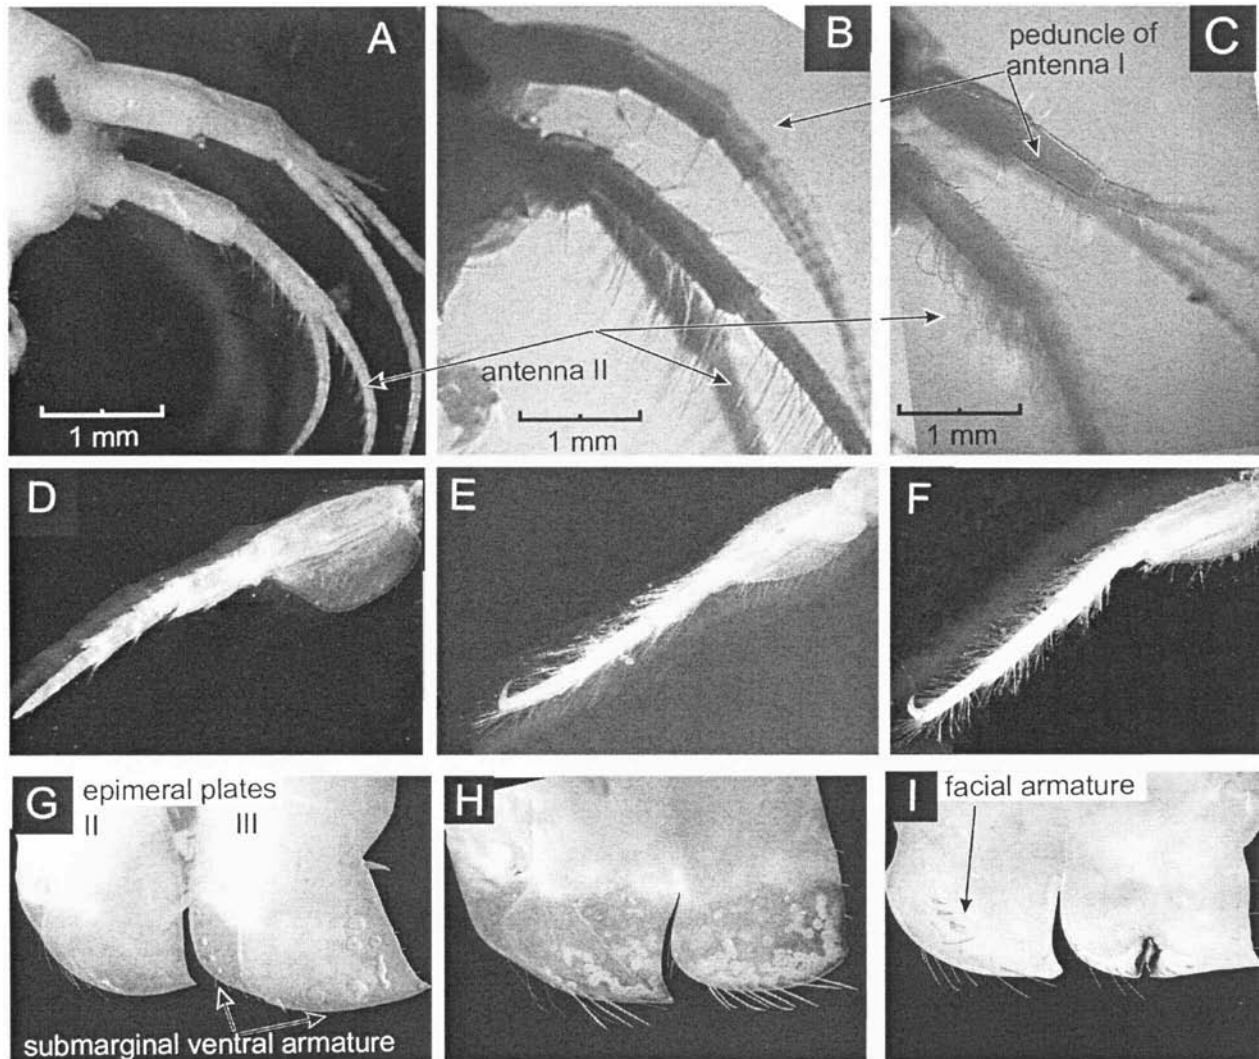 A
B
peduncle of
antenna I
C
antenna II
1 mm
1 mm
1 mm
D
E
F
G
epimeral plates
II
III
submarginal ventral armature
H
I
facial armature